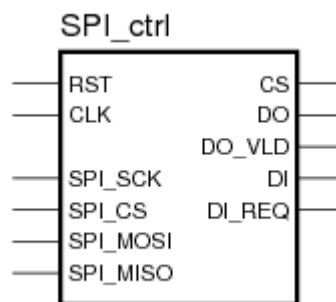 SPI_ctrl
RST CS
CLK DO
DO_VLD
SPI_SCK DI
SPI_CS DI_REQ
SPI_MOSI
SPI_MISO